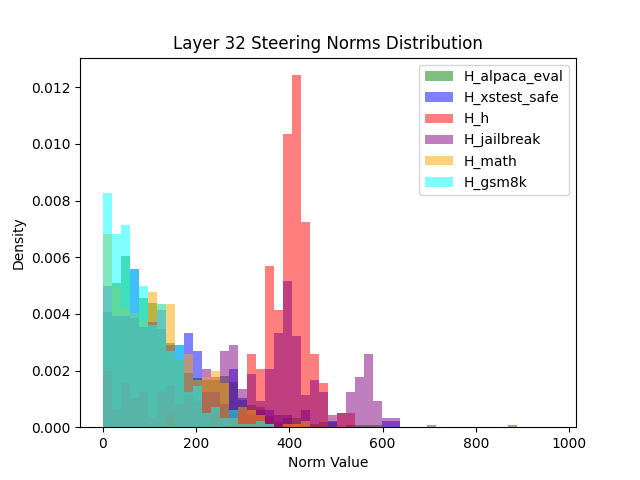 Layer 32 Steering Norms Distribution
H_alpaca_eval
H_xstest_safe
H_h
H_jailbreak
H_math
H_gsm8k
Density
0.012
0.010
0.008
0.006
0.004
0.002
0.000
0 200 400 600 800 1000
Norm Value